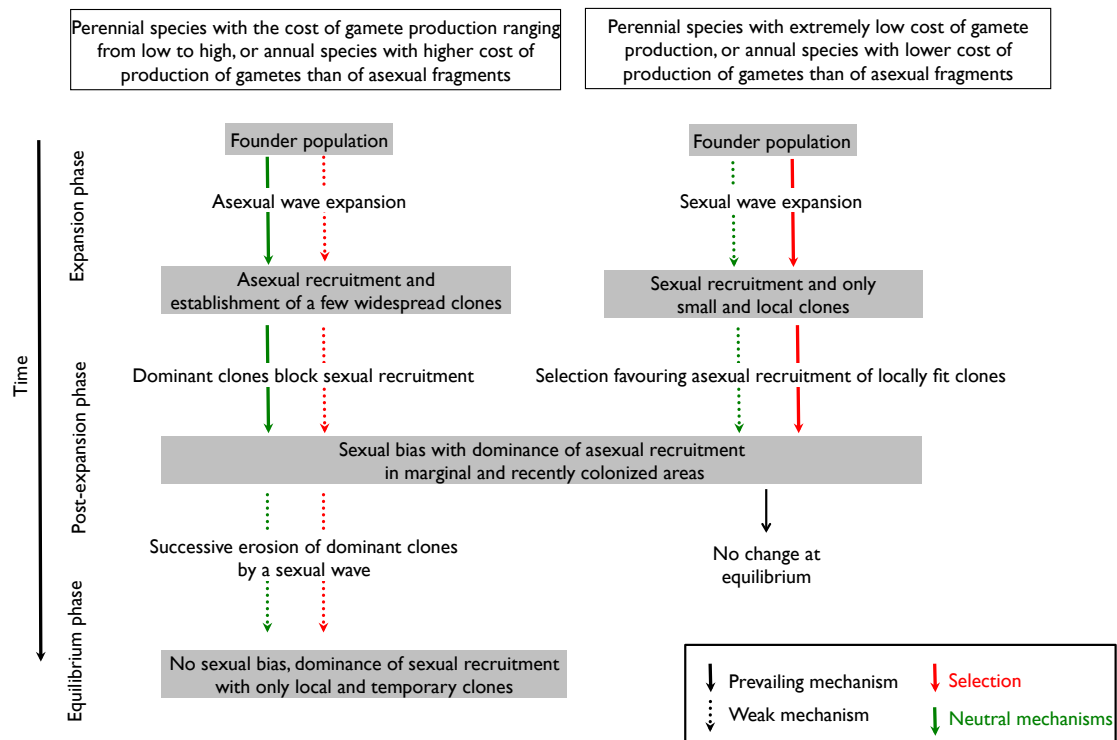 Perennial species with the cost of gamete production ranging
from low to high, or annual species with higher cost of
production of gametes than of asexual fragments
Perennial species with extremely low cost of gamete
production, or annual species with lower cost of
production of gametes than of asexual fragments
Time
Expansion phase
Post-expansion phase
Equilibrium phase
Founder population
Asexual wave expansion
Asexual recruitment and
establishment of a few widespread clones
Dominant clones block sexual recruitment
Founder population
Sexual wave expansion
Sexual recruitment and only
small and local clones
Selection favouring asexual recruitment of locally fit clones
Sexual bias with dominance of asexual recruitment
in marginal and recently colonized areas
Successive erosion of dominant clones
by a sexual wave
No change at
equilibrium
No sexual bias, dominance of sexual recruitment
with only local and temporary clones
Prevailing mechanism
Weak mechanism
Selection
Neutral mechanisms